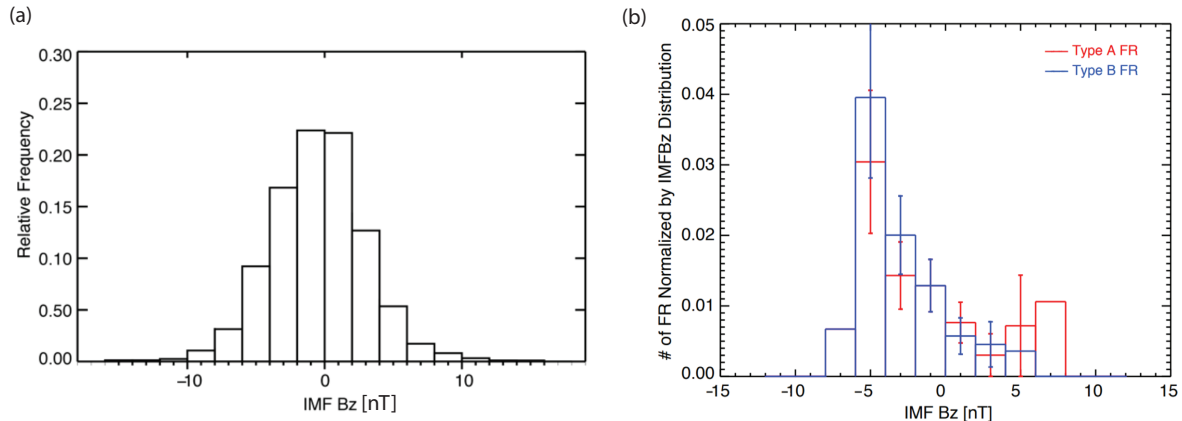 (a)
0.30
0.25
0.20
0.15
0.10
0.50
0.00
Relative Frequency
−10
0
10
IMF Bz [nT]
(b)
0.05
0.04
0.03
0.02
0.01
0.00
# of FR Normalized by IMFBz Distribution
Type A FR
Type B FR
−15
−10
−5
0
5
10
15
IMF Bz [nT]